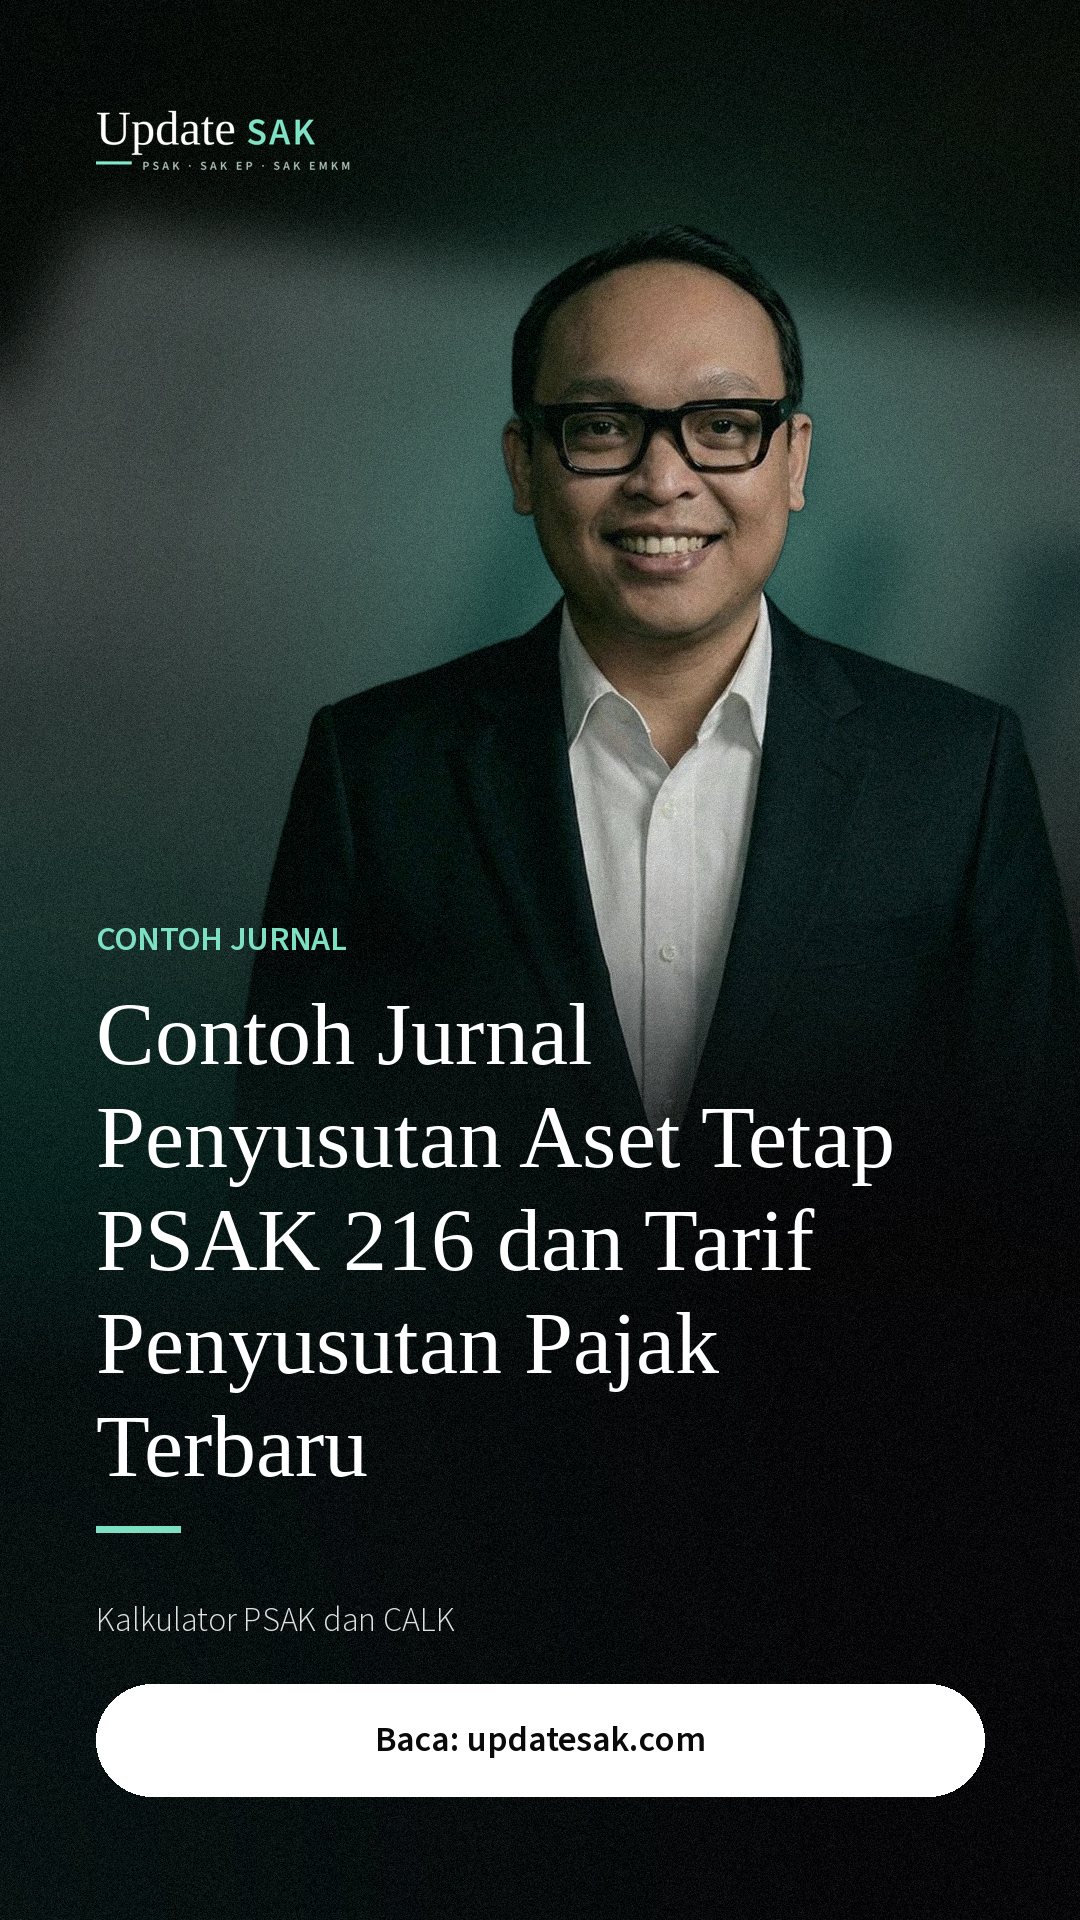 Update SAK
PSAK · SAK EP · SAK EMKM
CONTOH JURNAL
Contoh Jurnal
Penyusutan Aset Tetap
PSAK 216 dan Tarif
Penyusutan Pajak
Terbaru
Kalkulator PSAK dan CALK
Baca: updatesak.com